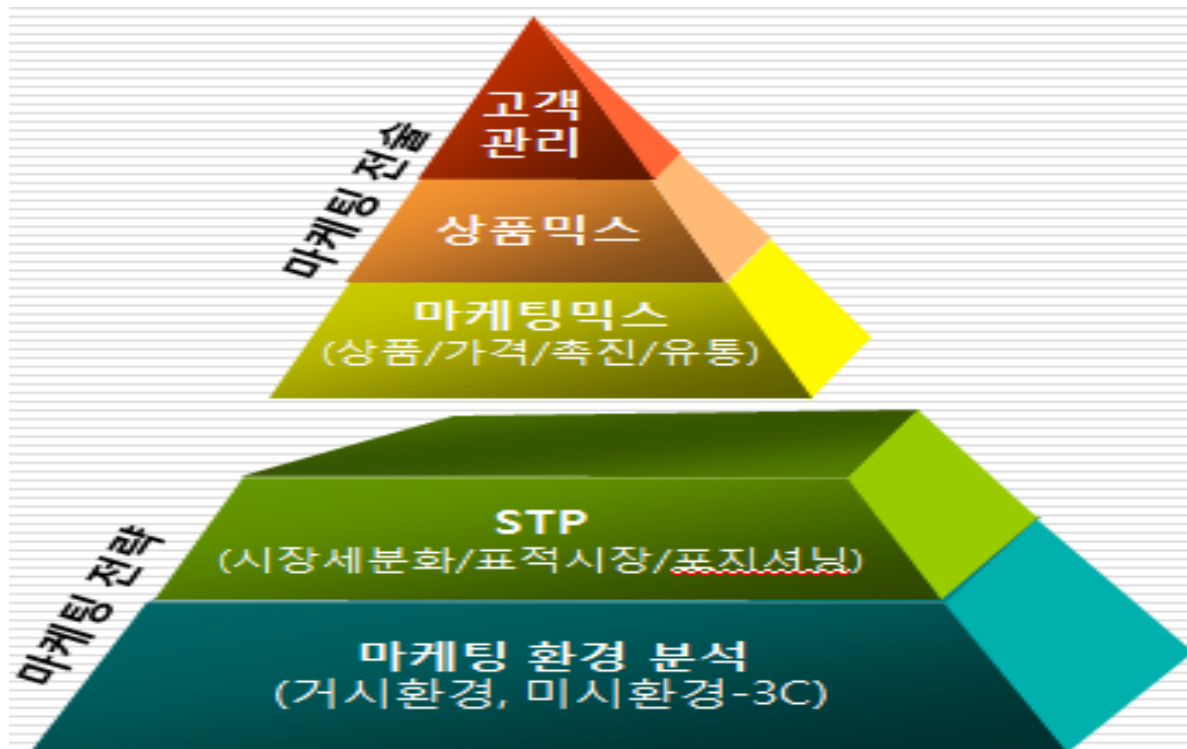 고객
관리
마케팅 전술
상품믹스
마케팅믹스
(상품/가격/촉진/유통)
STP
(시장세분화/표적시장/포지셔닝)
마케팅 전략
마케팅 환경 분석
(거시환경, 미시환경-3C)